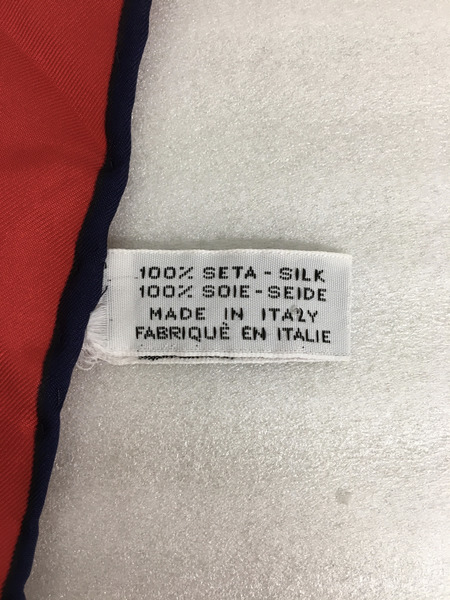 100% SETA - SILK
100% SOIE - SEIDE
MADE IN ITALY
FABRIQUÈ EN ITALIE